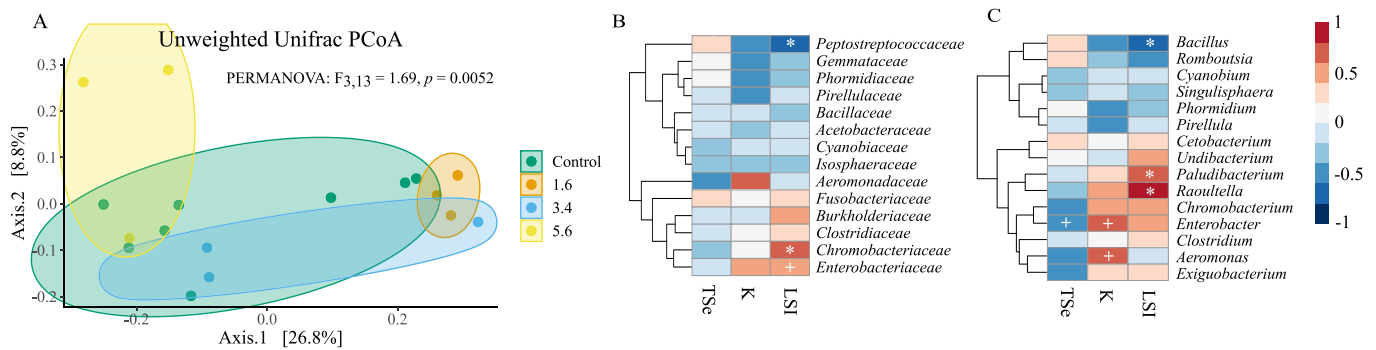 A
Unweighted Unifrac PCoA
PERMANOVA: F3,13 = 1.69, p = 0.0052
Axis.2 [8.8%]
0.3
0.2
0.1
0.0
-0.1
-0.2
-0.2
0.0
0.2
Axis.1 [26.8%]
Control
1.6
3.4
5.6
B
Peptostreptococcaceae
Gemmataceae
Phormidiaceae
Pirellulaceae
Bacillaceae
Acetobacteraceae
Cyanobiaceae
Isosphaeraceae
Aeromonadaceae
Fusobacteriaceae
Burkholderiaceae
Clostridiaceae
Chromobacteriaceae
Enterobacteriaceae
TSe
K
LSI
*
*
+
C
Bacillus
Romboutsia
Cyanobium
Singulisphaera
Phormidium
Pirellula
Cetobacterium
Undibacterium
Paludibacterium
Raoultella
Chromobacterium
Enterobacter
Clostridium
Aeromonas
Exiguobacterium
TSe
K
LSI
*
*
*
+ +
+
1
0.5
0
-0.5
-1